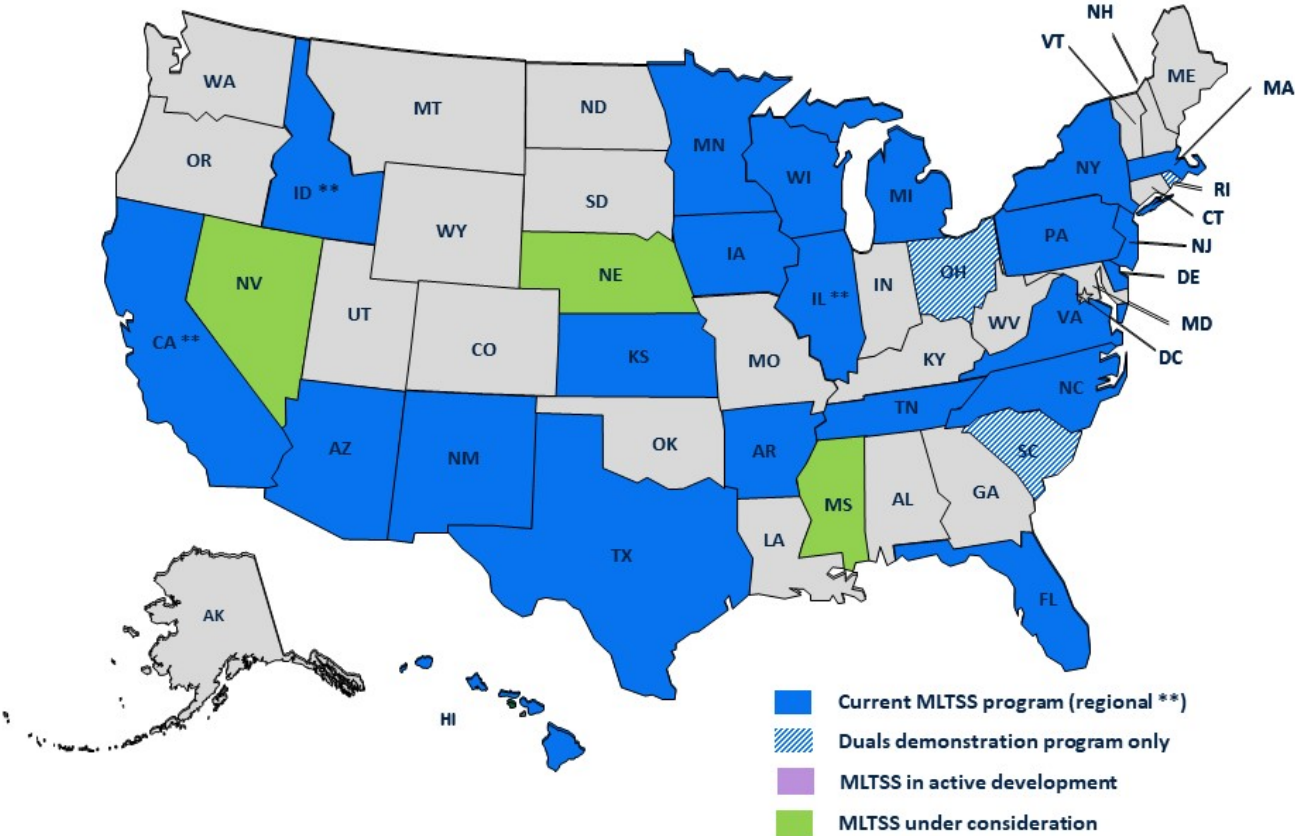 NH
VT
ME
WA
MA
MT
ND
MN
OR
WI
NY
ID **
MI
RI
SD
CT
WY
PA
NJ
IA
NE
OH
DE
NV
IN
IL **
UT
MD
WV
VA
CA **
CO
KS
DC
MO
KY
NC
TN
AZ
OK
AR
SC
NM
GA
MS
AL
LA
TX
FL
AK
HI
Current MLTSS program (regional **)
Duals demonstration program only
MLTSS in active development
MLTSS under consideration